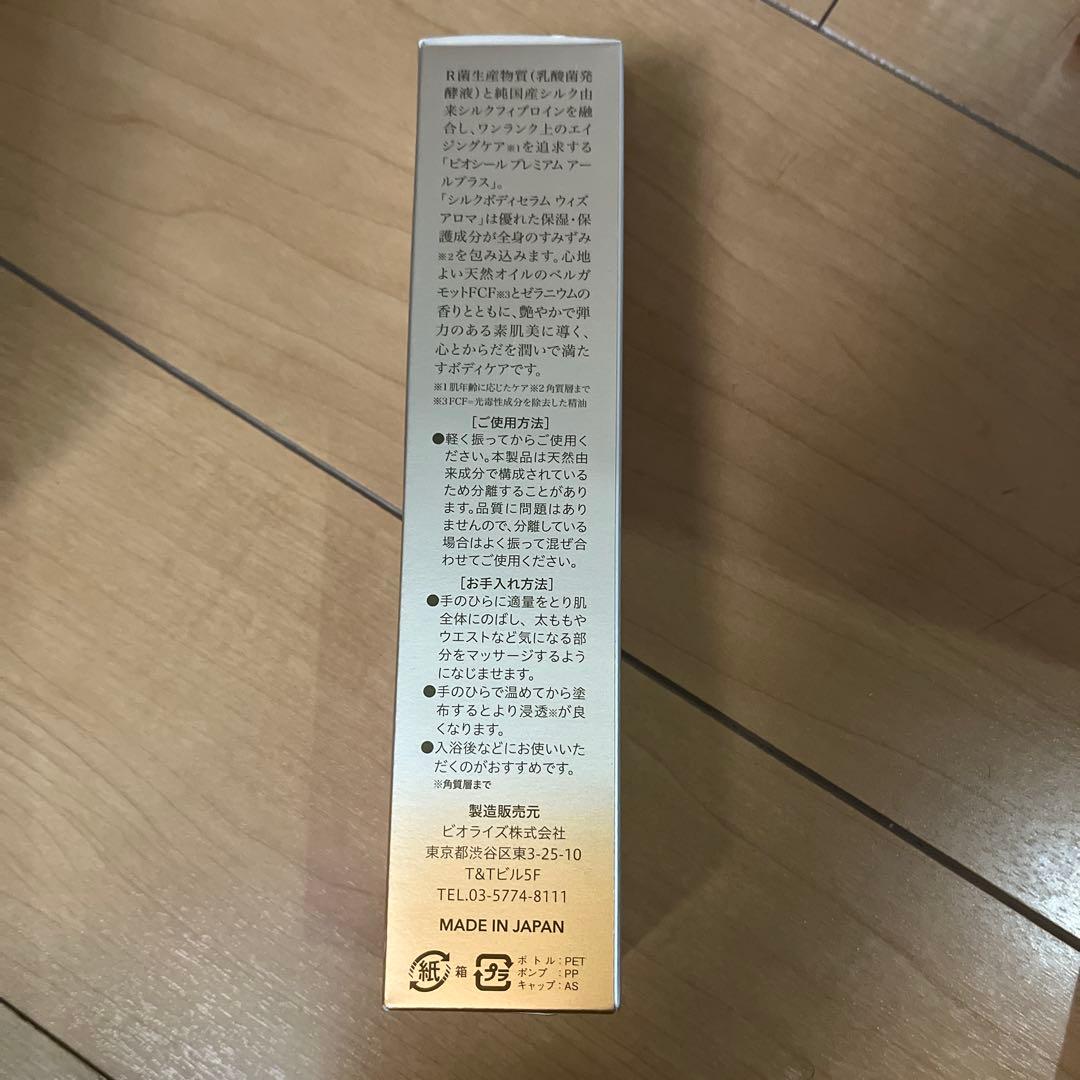 R菌生産物質(乳酸菌発
酵液)と純国産シルク由
来シルクフィブロインを融
合し、ワンランク上のエイ
ジングケア※1を追求する
「ビオシール プレミアム アー
ルプラス」。
「シルクボディセラム ウィズ
アロマ」は優れた保湿・保
護成分が全身のすみずみ
※2を包み込みます。心地
よい天然オイルのベルガ
モットFCF※3とゼラニウムの
香りとともに、艶やかで弾
力のある素肌美に導く、
心とからだを潤いで満た
すボディケアです。
※1 肌年齢に応じたケア ※2 角質層まで
※3 FCF=光毒性成分を除去した精油
[ご使用方法]
●軽く振ってからご使用く
ださい。本製品は天然由
来成分で構成されている
ため分離することがあり
ます。品質に問題はあり
ませんので、分離している
場合はよく振って混ぜ合
わせてご使用ください。
[お手入れ方法]
●手のひらに適量をとり肌
全体にのばし、太ももや
ウエストなど気になる部
分をマッサージするよう
になじませます。
●手のひらで温めてから塗
布するとより浸透※が良
くなります。
●入浴後などにお使いいた
だくのがおすすめです。
※角質層まで
製造販売元
ビオライズ株式会社
東京都渋谷区東3-25-10
T&Tビル5F
TEL.03-5774-8111
MADE IN JAPAN
紙 箱 プラ ボトル:PET
ポンプ:PP
キャップ:AS